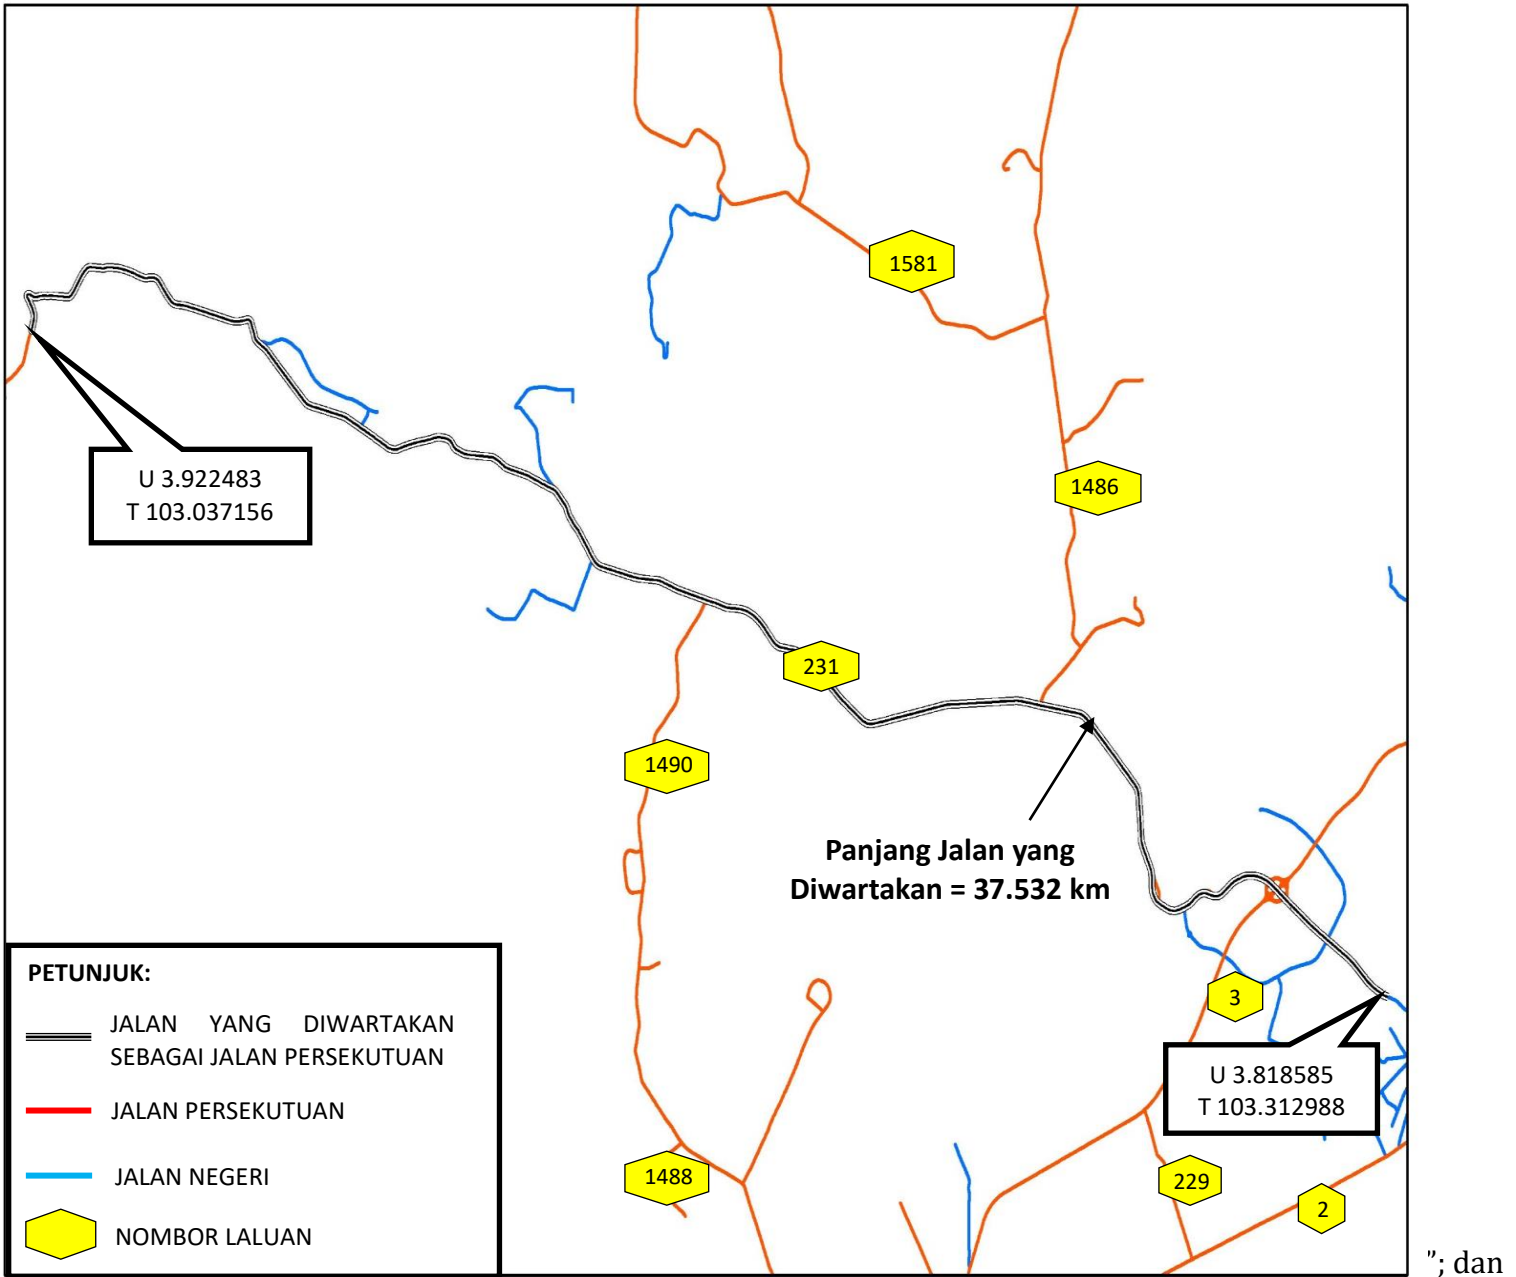 1581
1486
U 3.922483
T 103.037156
231
1490
Panjang Jalan yang
Diwartakan = 37.532 km
3
U 3.818585
T 103.312988
1488
229
2
PETUNJUK:
JALAN YANG DIWARTAKAN
SEBAGAI JALAN PERSEKUTUAN
JALAN PERSEKUTUAN
JALAN NEGERI
NOMBOR LALUAN
”; dan